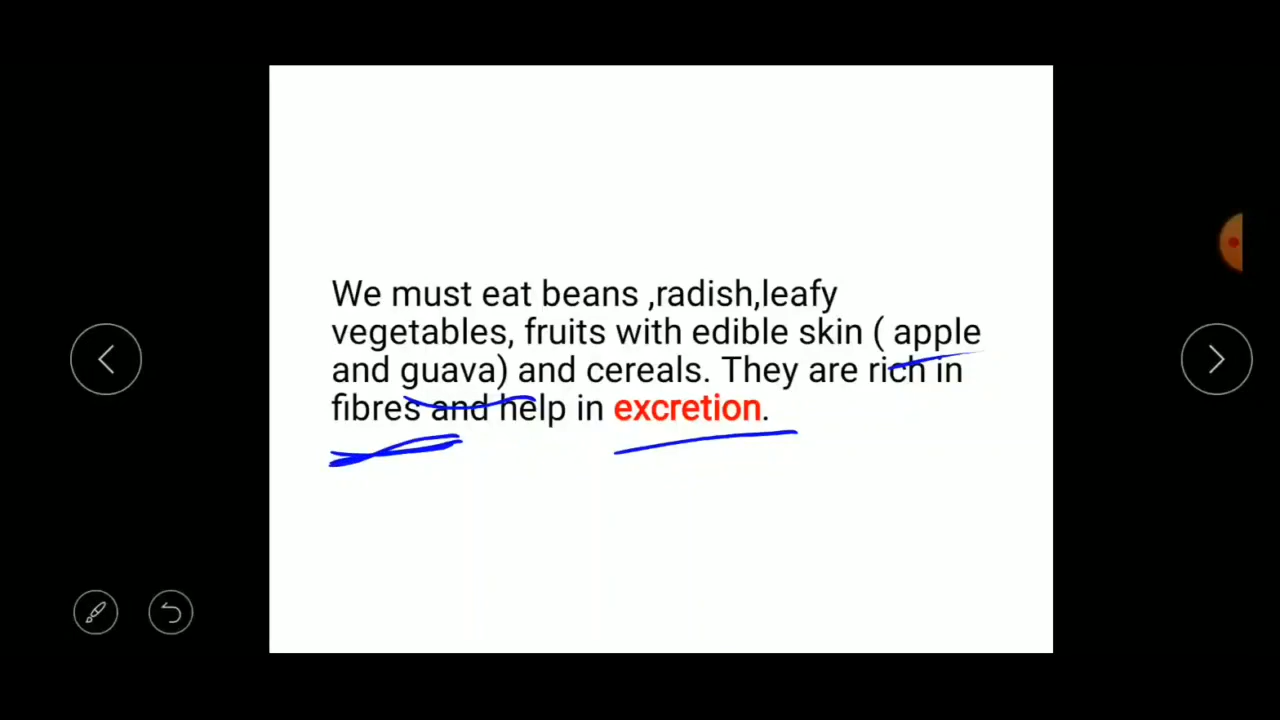 We must eat beans ,radish,leafy
vegetables, fruits with edible skin ( apple
and guava) and cereals. They are rich in
fibres and help in excretion.